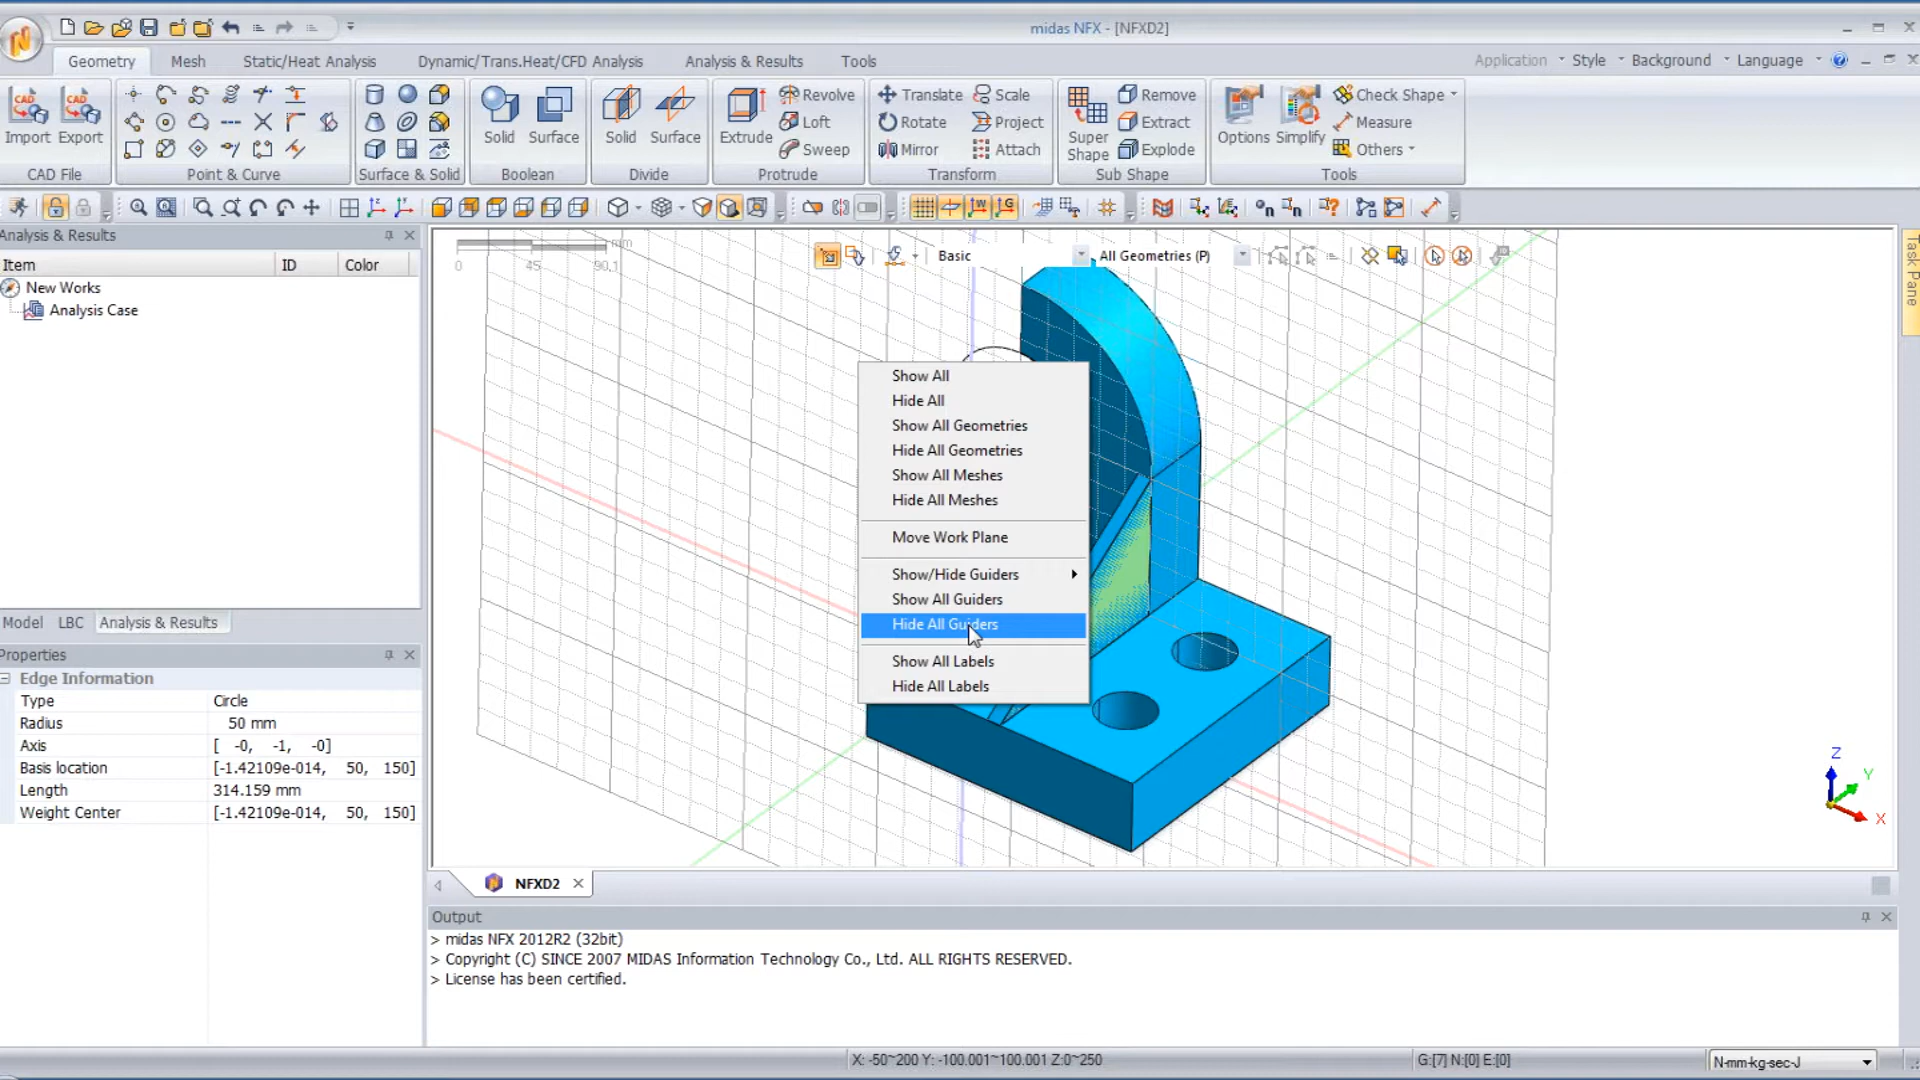 midas NFX - [NFXD2]
Geometry Mesh Static/Heat Analysis Dynamic/Trans.Heat/CFD Analysis Analysis & Results Tools
Application Style Background Language
CAD CAD
Import Export
CAD File
Point & Curve
Surface & Solid
Solid Surface
Boolean
Solid Surface
Divide
Extrude
Revolve
Loft
Sweep
Protrude
Translate Scale
Rotate Project
Mirror Attach
Transform
Super Shape
Remove
Extract
Explode
Sub Shape
Options Simplify
Check Shape
Measure
Others
Tools
Analysis & Results
Item ID Color
New Works
Analysis Case
Model LBC Analysis & Results
Properties
Edge Information
Type Circle
Radius 50 mm
Axis [ -0, -1, -0]
Basis location [-1.42109e-014, 50, 150]
Length 314.159 mm
Weight Center [-1.42109e-014, 50, 150]
mm
0 45 90.1
Basic All Geometries (P)
Show All
Hide All
Show All Geometries
Hide All Geometries
Show All Meshes
Hide All Meshes
Move Work Plane
Show/Hide Guiders
Show All Guiders
Hide All Guiders
Show All Labels
Hide All Labels
Z
Y
X
Task Pane
NFXD2
Output
> midas NFX 2012R2 (32bit)
> Copyright (C) SINCE 2007 MIDAS Information Technology Co., Ltd. ALL RIGHTS RESERVED.
> License has been certified.
X: -50~200 Y: -100.001~100.001 Z:0~250
G:[7] N:[0] E:[0]
N-mm-kg-sec-J